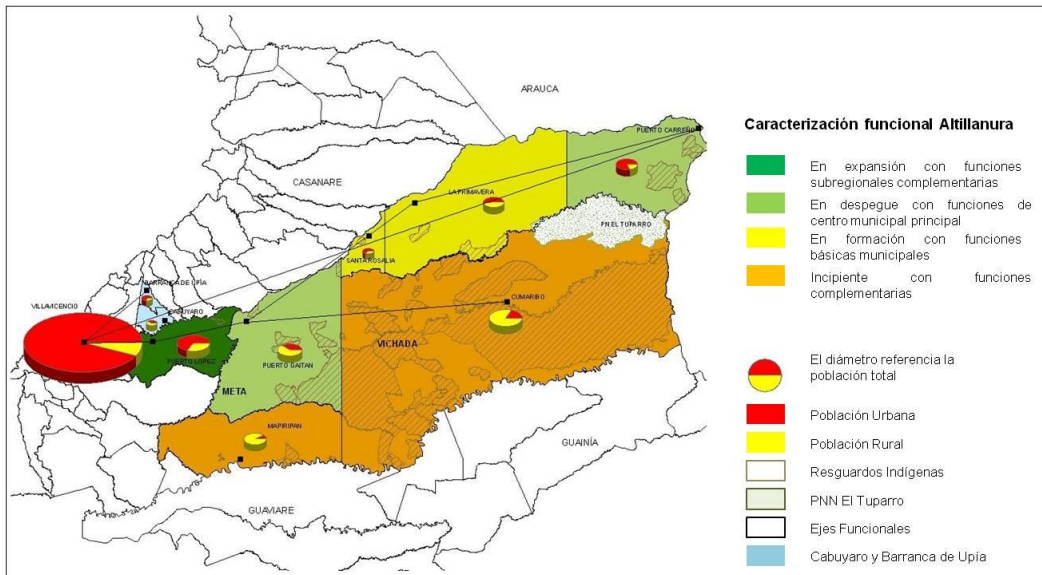 ARAUCA
PUERTO CARREÑO
CASANARE
LA PRIMAVERA
PNN EL TUPARRO
SANTA ROSALIA
BARRANCA DE UPÍA
VILLAVICENCIO
CABUYARO
CUMARIBO
PUERTO LOPEZ
PUERTO GAITAN
VICHADA
META
MAPIRIPAN
GUAINÍA
GUAVIARE
Caracterización funcional Altillanura
En expansión con funciones
subregionales complementarias
En despegue con funciones de
centro municipal principal
En formación con funciones
básicas municipales
Incipiente con funciones
complementarias
El diámetro referencia la
población total
Población Urbana
Población Rural
Resguardos Indígenas
PNN El Tuparro
Ejes Funcionales
Cabuyaro y Barranca de Upía